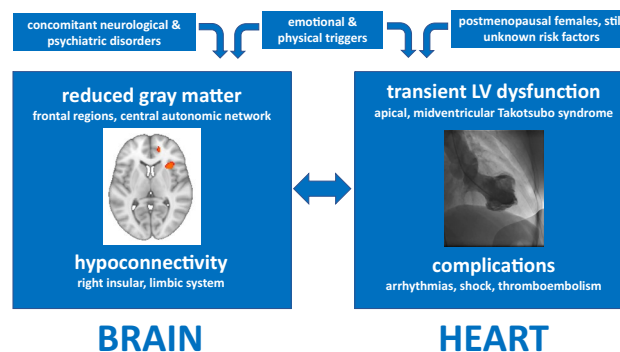 concomitant neurological &
psychiatric disorders
emotional &
physical triggers
postmenopausal females, stil
unknown risk factors
reduced gray matter
frontal regions, central autonomic network
hypoconnectivity
right insular, limbic system
transient LV dysfunction
apical, midventricular Takotsubo syndrome
complications
arrhythmias, shock, thromboembolism
BRAIN
HEART